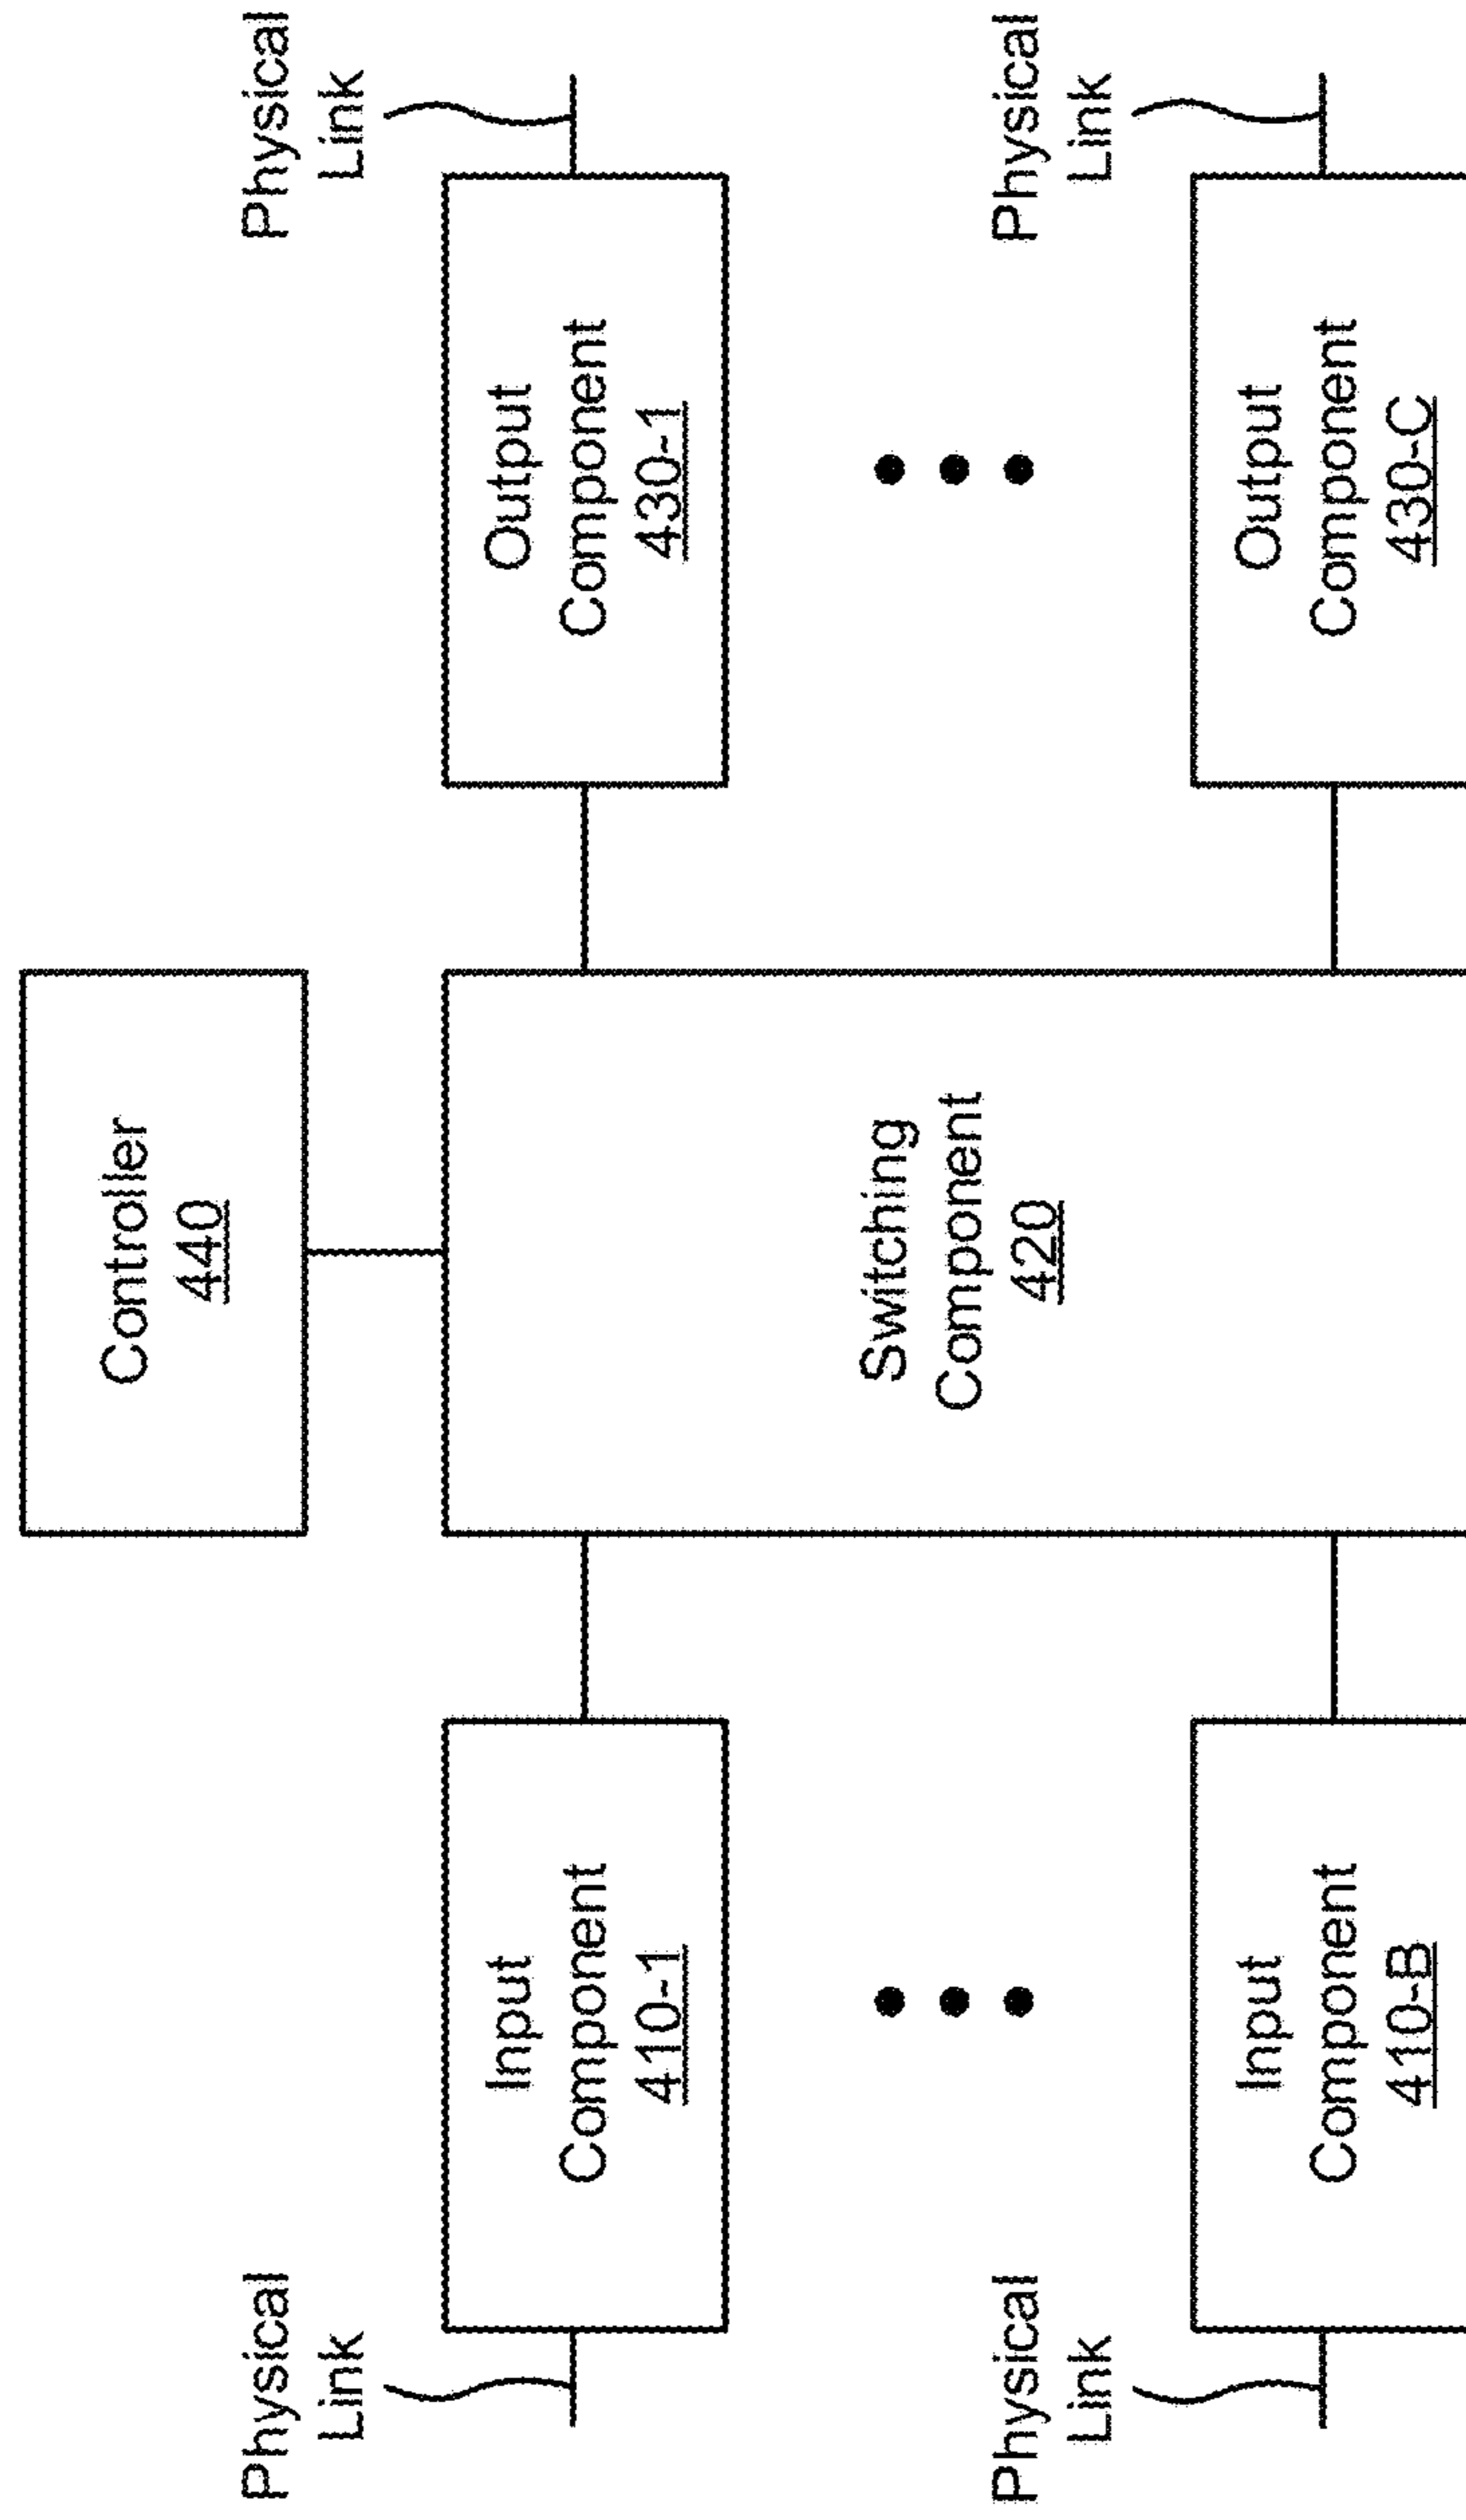 Controller
440
Physical
Link
Physical
Link
Input
Component
410-1
Switching
Component
420
Output
Component
430-1
Physical
Link
Physical
Link
Input
Component
410-B
Output
Component
430-C